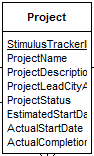 Project
StimulusTrackerI
ProjectName
ProjectDescriptio
ProjectLeadCityA
ProjectStatus
EstimatedStartDa
ActualStartDate
ActualCompletion